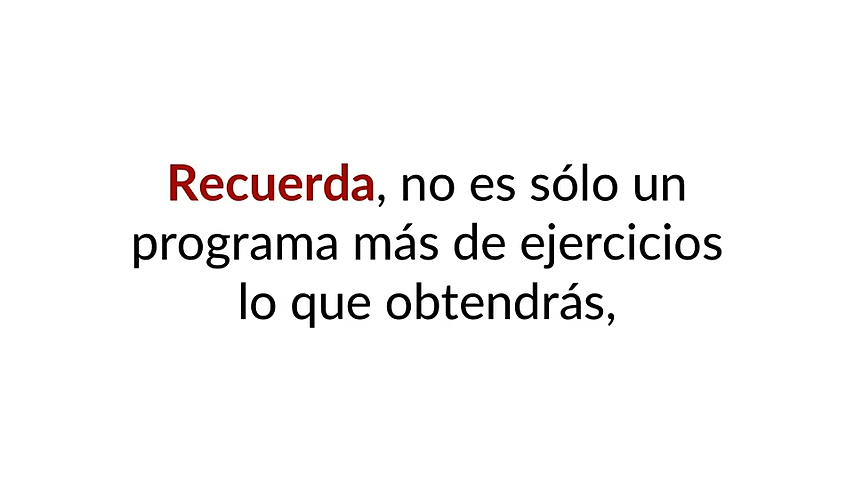 Recuerda, no es sólo un
programa más de ejercicios
lo que obtendrás,